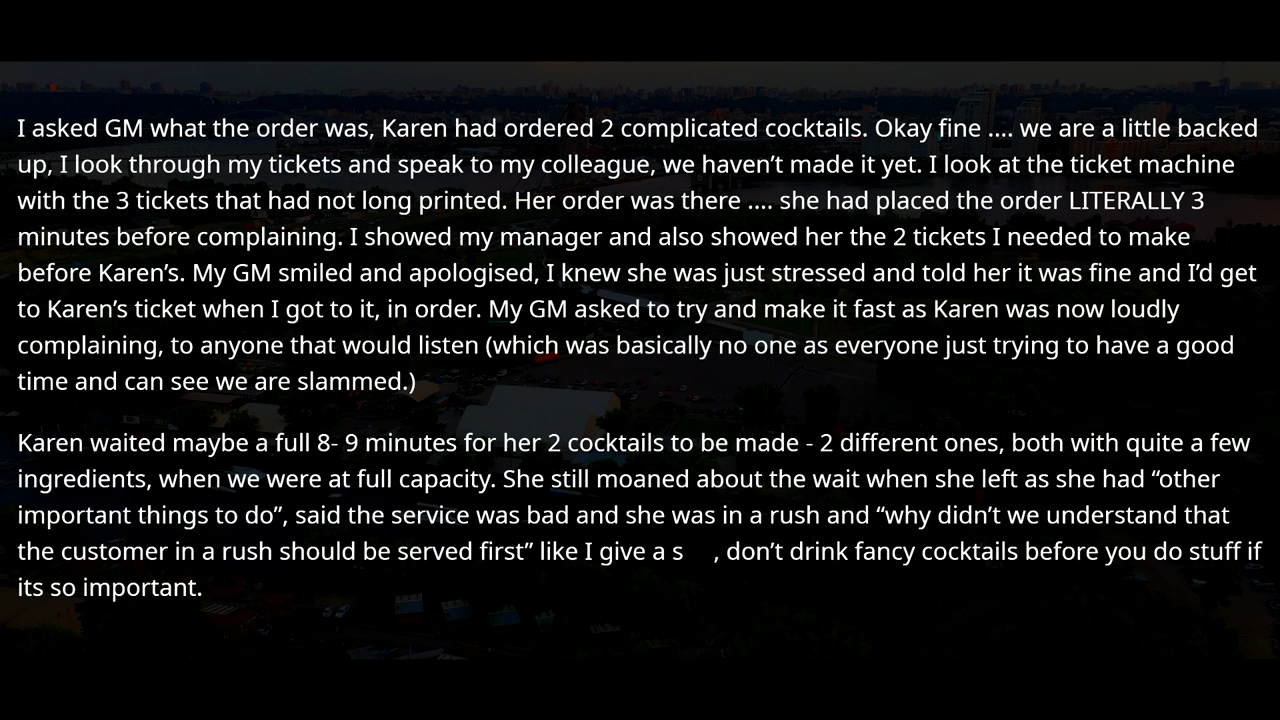 I asked GM what the order was, Karen had ordered 2 complicated cocktails. Okay fine .... we are a little backed
up, I look through my tickets and speak to my colleague, we haven’t made it yet. I look at the ticket machine
with the 3 tickets that had not long printed. Her order was there .... she had placed the order LITERALLY 3
minutes before complaining. I showed my manager and also showed her the 2 tickets I needed to make
before Karen’s. My GM smiled and apologised, I knew she was just stressed and told her it was fine and I’d get
to Karen’s ticket when I got to it, in order. My GM asked to try and make it fast as Karen was now loudly
complaining, to anyone that would listen (which was basically no one as everyone just trying to have a good
time and can see we are slammed.)
Karen waited maybe a full 8- 9 minutes for her 2 cocktails to be made - 2 different ones, both with quite a few
ingredients, when we were at full capacity. She still moaned about the wait when she left as she had “other
important things to do”, said the service was bad and she was in a rush and “why didn’t we understand that
the customer in a rush should be served first” like I give a s , don’t drink fancy cocktails before you do stuff if
its so important.